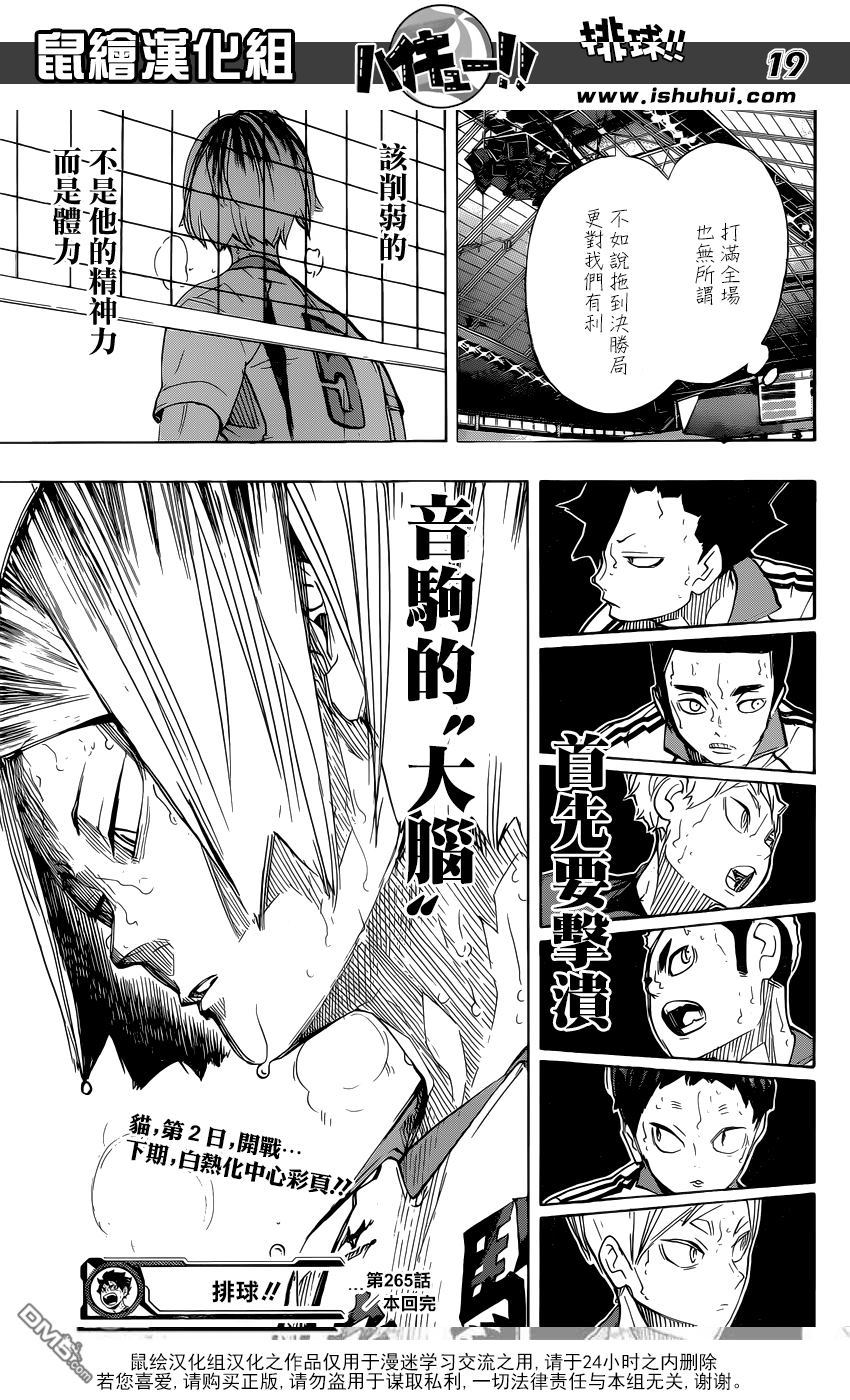 鼠繪漢化組
ハイキュー!!
排球!!
19
www.ishuhui.com
打滿全場
也無所謂
不如說拖到決勝局
更對我們有利
該削弱的
不是他的精神力
而是體力
5
首先要擊潰
音駒的〝大腦〟
貓,第2日,開戰…
下期,白熱化中心彩頁!!
排球!!
…第265話
/本回完
DM5.com
鼠绘汉化组汉化之作品仅用于漫迷学习交流之用,请于24小时之内删除
若您喜爱,请购买正版,请勿盗用于谋取私利,一切法律责任与本组无关,谢谢。